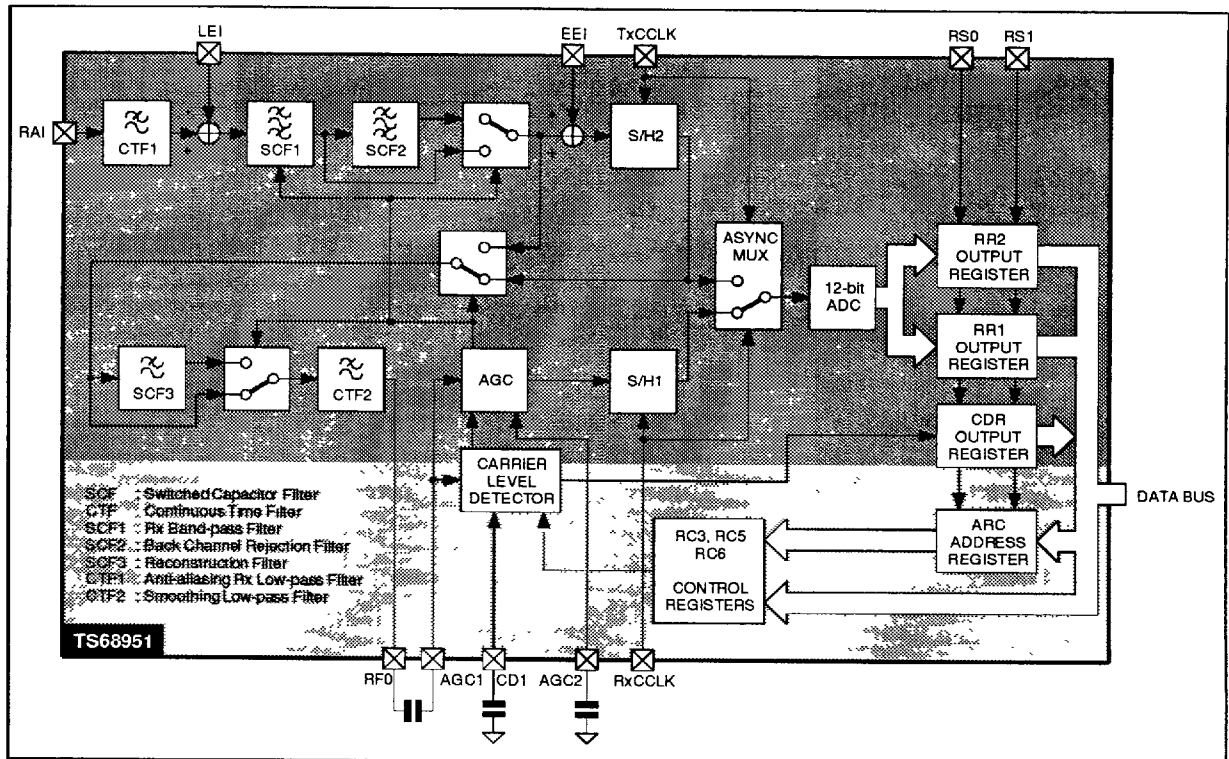 LEI
EEI
TxCCLK
RS0
RS1
RAI
CTF1
SCF1
SCF2
S/H2
ASYNC
MUX
12-bit
ADC
RR2
OUTPUT
REGISTER
RR1
OUTPUT
REGISTER
SCF3
CTF2
AGC
S/H1
CDR
OUTPUT
REGISTER
CARRIER
LEVEL
DETECTOR
DATA BUS
SCF : Switched Capacitor Filter
CTF : Continuous Time Filter
SCF1 : Rx Band-pass Filter
SCF2 : Back Channel Rejection Filter
SCF3 : Reconstruction Filter
CTF1 : Anti-aliasing Rx Low-pass Filter
CTF2 : Smoothing Low-pass Filter
RC3, RC5
RC6
CONTROL
REGISTERS
ARC
ADDRESS
REGISTER
TS68951
RF0
AGC1
CD1
AGC2
RxCCLK